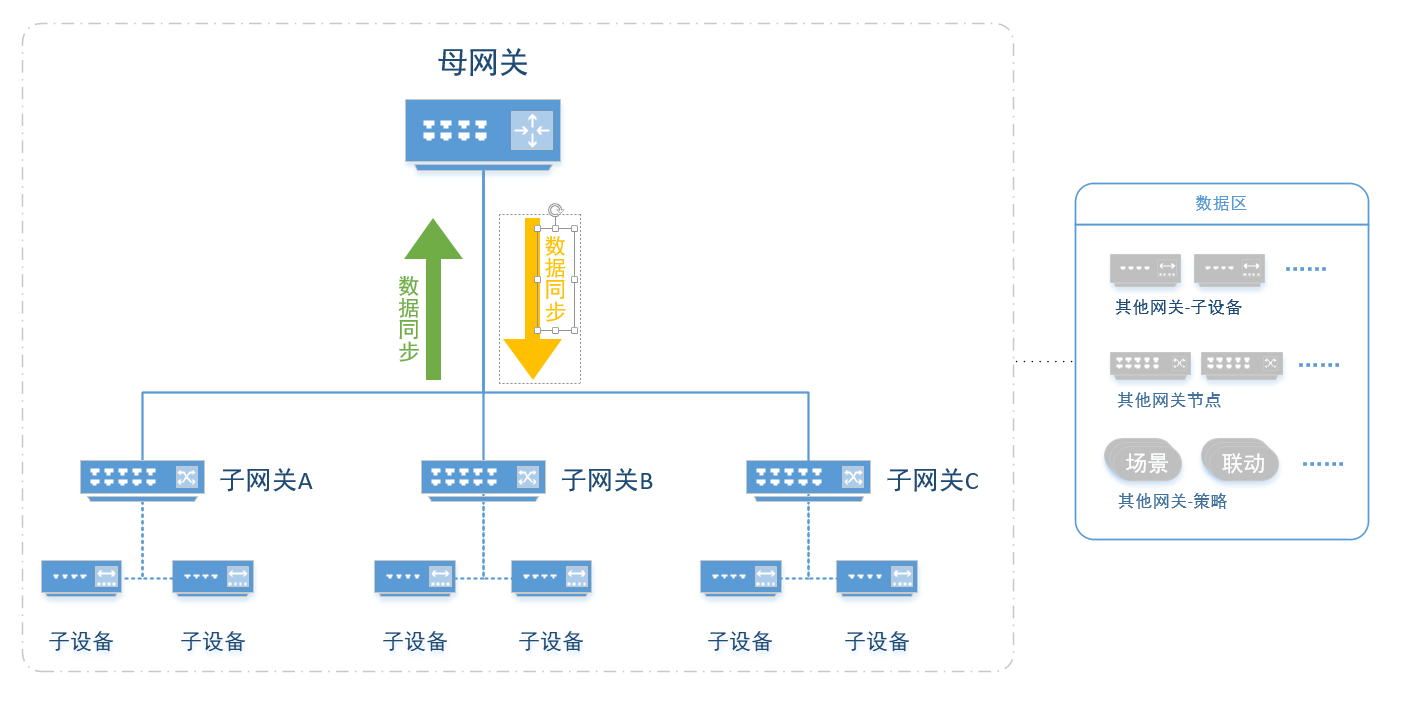 母网关
数据同步
数据同步
子网关A
子网关B
子网关C
子设备
子设备
子设备
子设备
子设备
子设备
数据区
其他网关-子设备
其他网关节点
场景
联动
其他网关-策略